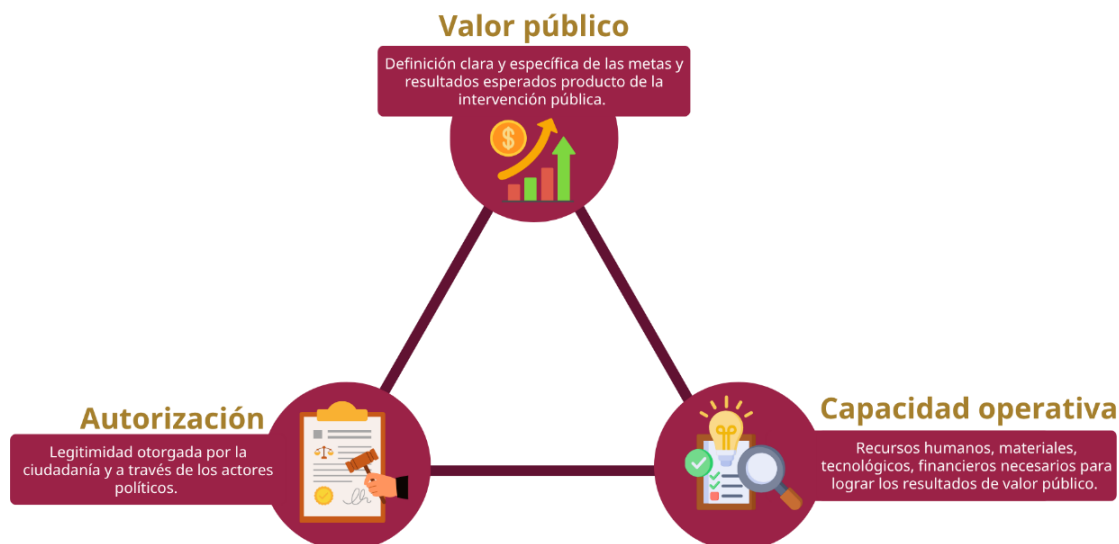 Valor público
Definición clara y específica de las metas y
resultados esperados producto de la
intervención pública.
$
Autorización
Legitimidad otorgada por la
ciudadanía y a través de los actores
políticos.
Capacidad operativa
Recursos humanos, materiales,
tecnológicos, financieros necesarios para
lograr los resultados de valor público.